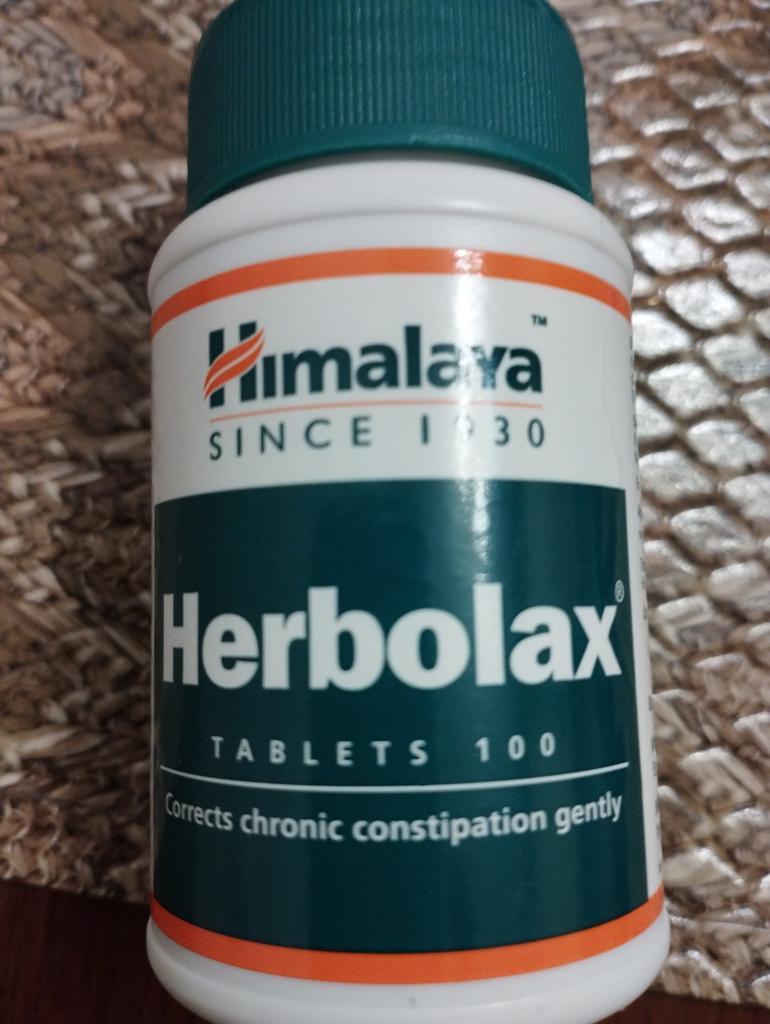 Himalaya™
SINCE 1930
Herbolax®
TABLETS 100
Corrects chronic constipation gently